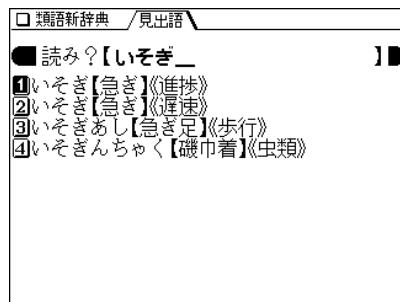 類語新辞典 見出語
読み?【いそぎ_ 】
1いそぎ【急ぎ】《進捗》
2いそぎ【急ぎ】《遅速》
3いそぎあし【急ぎ足】《歩行》
4いそぎんちゃく【磯巾着】《虫類》